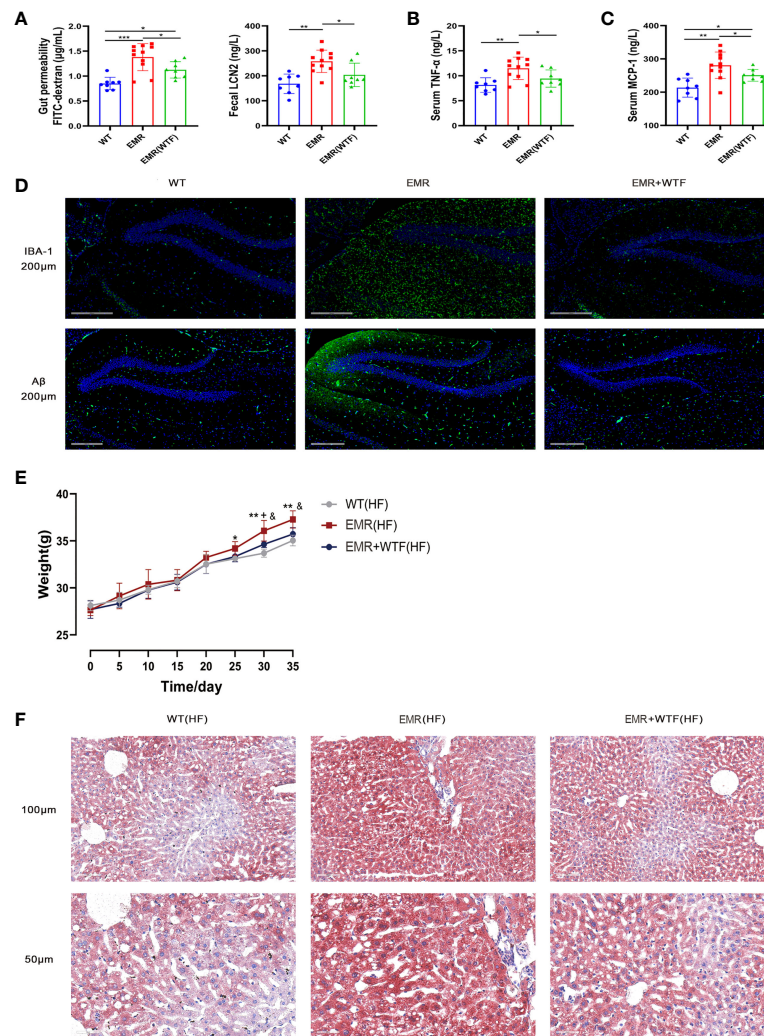 A
Gut permeability
FITC-dextran (μg/mL)
2.0
1.5
1.0
0.5
0.0
*
***
*
WT
EMR
EMR(WTF)
Fecal LCN2 (ng/L)
400
300
200
100
0
**
*
WT
EMR
EMR(WTF)
B
Serum TNF-α (ng/L)
20
15
10
5
0
**
*
WT
EMR
EMR(WTF)
C
Serum MCP-1 (ng/L)
400
300
200
100
*
**
*
WT
EMR
EMR(WTF)
D
WT
EMR
EMR+WTF
IBA-1
200μm
Aβ
200μm
E
Weight(g)
40
35
30
25
0
5
10
15
20
25
30
35
Time/day
*
** + &
** &
WT(HF)
EMR(HF)
EMR+WTF(HF)
F
WT(HF)
EMR(HF)
EMR+WTF(HF)
100μm
50μm